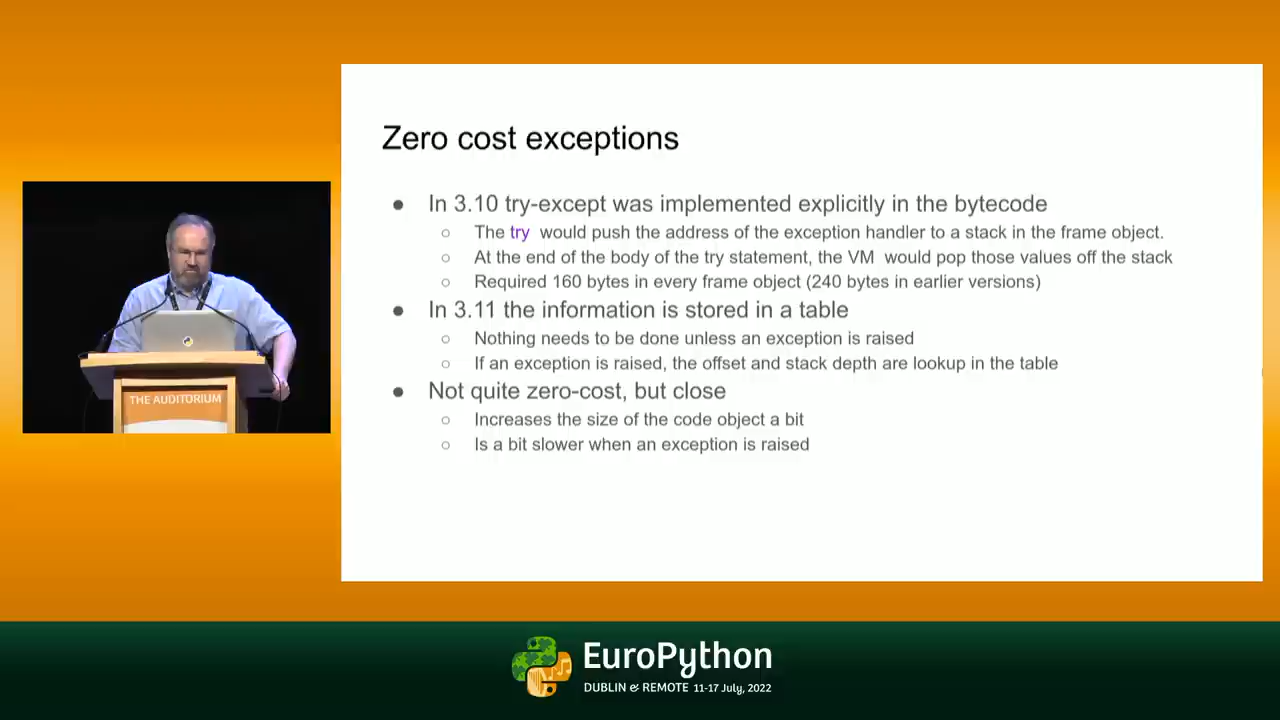 Zero cost exceptions
● In 3.10 try-except was implemented explicitly in the bytecode
○ The try would push the address of the exception handler to a stack in the frame object.
○ At the end of the body of the try statement, the VM would pop those values off the stack
○ Required 160 bytes in every frame object (240 bytes in earlier versions)
● In 3.11 the information is stored in a table
○ Nothing needs to be done unless an exception is raised
○ If an exception is raised, the offset and stack depth are lookup in the table
● Not quite zero-cost, but close
○ Increases the size of the code object a bit
○ Is a bit slower when an exception is raised
THE AUDITORIUM
EuroPython
DUBLIN & REMOTE 11-17 July, 2022